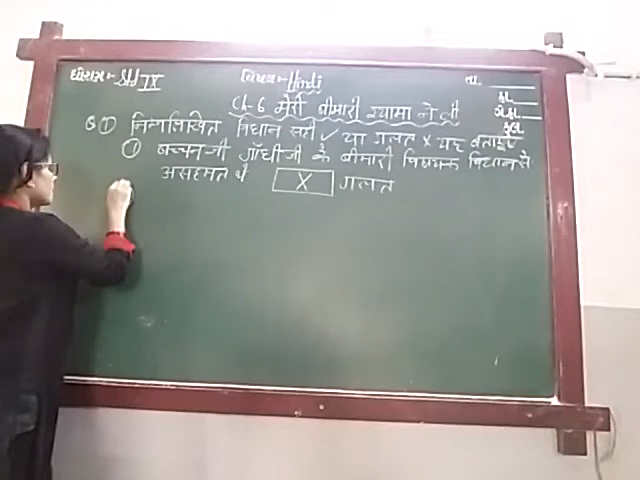 धोरण:- Std IX विषय:- Hindi ता.
Ch-6 मेरी बीमारी श्यामा ने ली
Q ① निम्नलिखित विधान सही ✓ या गलत × यह बताइए
① बच्चनजी गाँधीजी के बीमारी विषयक विधान से
असहमत थे X गलत